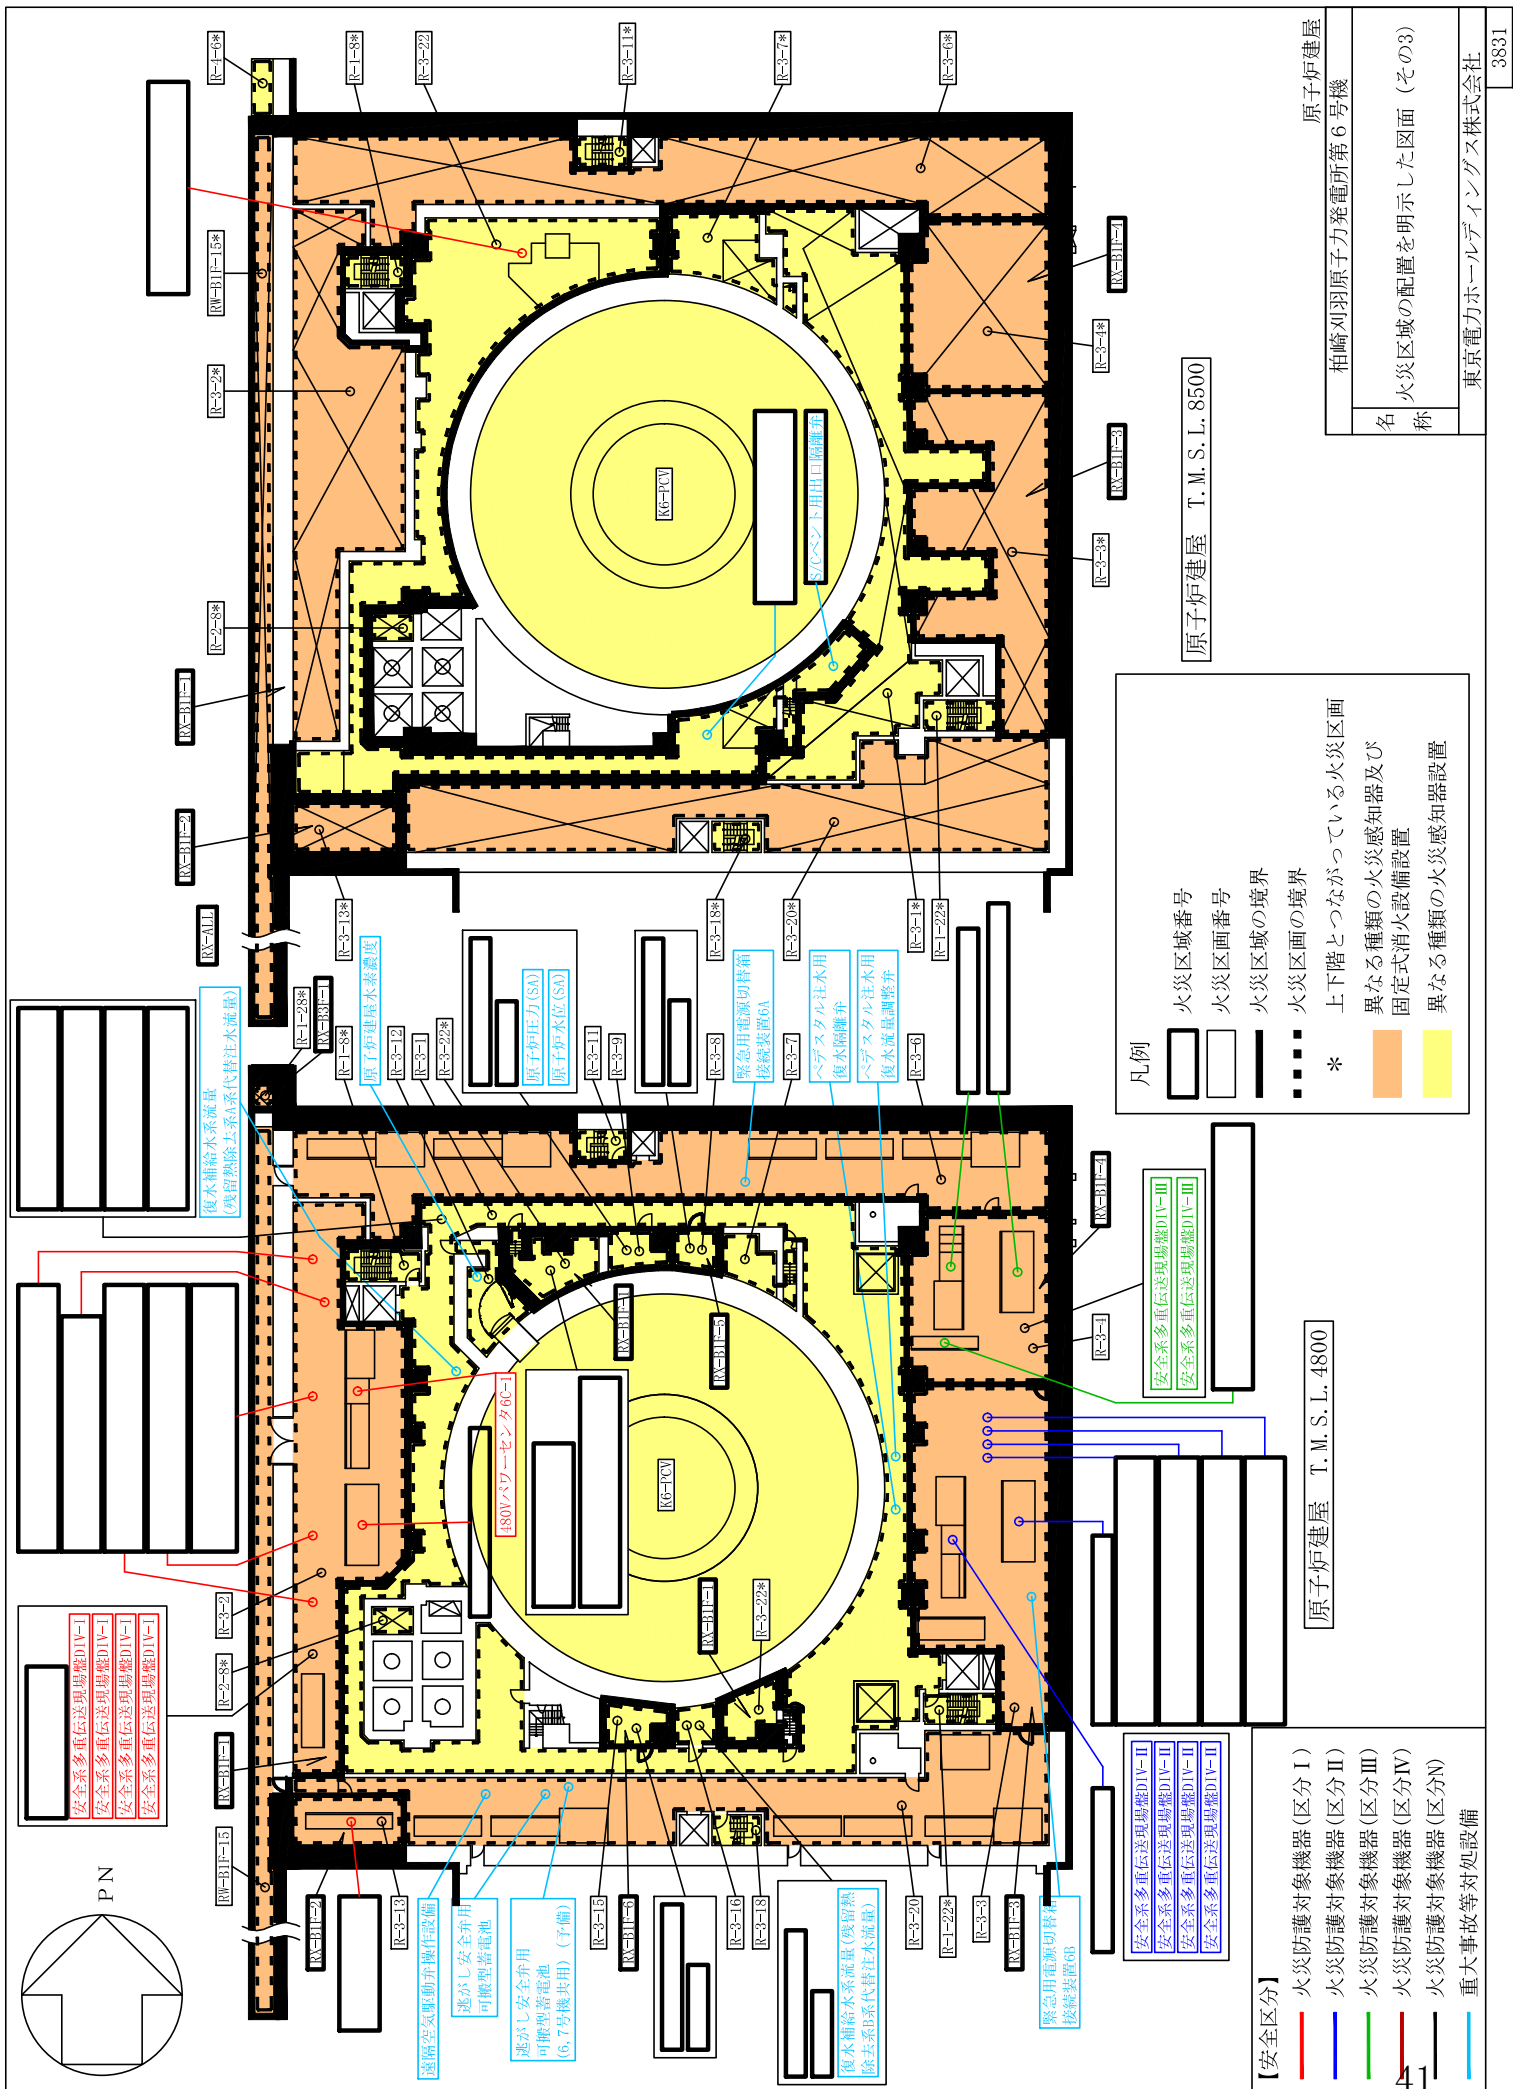 R-4-6*
R-1-8*
R-3-22
R-3-11*
R-3-7*
R-3-6*
RW-B1F-15*
R-3-2*
R-2-8*
RX-B1F-1
RX-B1F-2
RX-ALL
K6-PCV
S/Cベント用出口隔離弁
RX-B1F-4
R-3-4*
RX-B1F-3
R-3-3*
R-3-13*
R-3-18*
R-3-20*
R-3-1*
R-1-22*
原子炉建屋 T.M.S.L.8500
原子炉建屋
柏崎刈羽原子力発電所第６号機
名称
火災区域の配置を明示した図面（その3）
東京電力ホールディングス株式会社
3831
凡例
火災区域番号
火災区画番号
火災区域の境界
火災区画の境界
* 上下階とつながっている火災区画
異なる種類の火災感知器及び
固定式消火設備設置
異なる種類の火災感知器設置
復水補給水系流量
(残留熱除去系A系代替注水流量)
R-1-28*
RX-B3F-1
R-1-8*
原子炉建屋水素濃度
R-3-12
R-3-1
R-3-22*
原子炉圧力(SA)
原子炉水位(SA)
R-3-11
R-3-9
R-3-8
緊急用電源切替箱
接続装置6A
R-3-7
ペデスタル注水用
復水隔離弁
ペデスタル注水用
復水流量調整弁
R-3-6
RX-B1F-4
安全系多重伝送現場盤DIV-Ⅲ
安全系多重伝送現場盤DIV-Ⅲ
R-3-4
RX-B1F-1
RX-B1F-5
480Vパワーセンタ6C-1
K6-PCV
RX-B1F-1
R-3-22*
R-3-2
R-2-8*
安全系多重伝送現場盤DIV-Ⅰ
安全系多重伝送現場盤DIV-Ⅰ
安全系多重伝送現場盤DIV-Ⅰ
安全系多重伝送現場盤DIV-Ⅰ
RX-B1F-1
RW-B1F-15
PN
RX-B1F-2
R-3-13
遠隔空気駆動弁操作設備
逃がし安全弁用
可搬型蓄電池
逃がし安全弁用
可搬型蓄電池
(6,7号機共用)(予備)
R-3-15
RX-B1F-6
R-3-16
R-3-18
復水補給水系流量(残留熱
除去系B系代替注水流量)
R-3-20
R-1-22*
R-3-3
RX-B1F-3
緊急用電源切替箱
接続装置6B
安全系多重伝送現場盤DIV-Ⅱ
安全系多重伝送現場盤DIV-Ⅱ
安全系多重伝送現場盤DIV-Ⅱ
安全系多重伝送現場盤DIV-Ⅱ
原子炉建屋 T.M.S.L.4800
【安全区分】
火災防護対象機器(区分Ⅰ)
火災防護対象機器(区分Ⅱ)
火災防護対象機器(区分Ⅲ)
火災防護対象機器(区分Ⅳ)
火災防護対象機器(区分N)
重大事故等対処設備
41